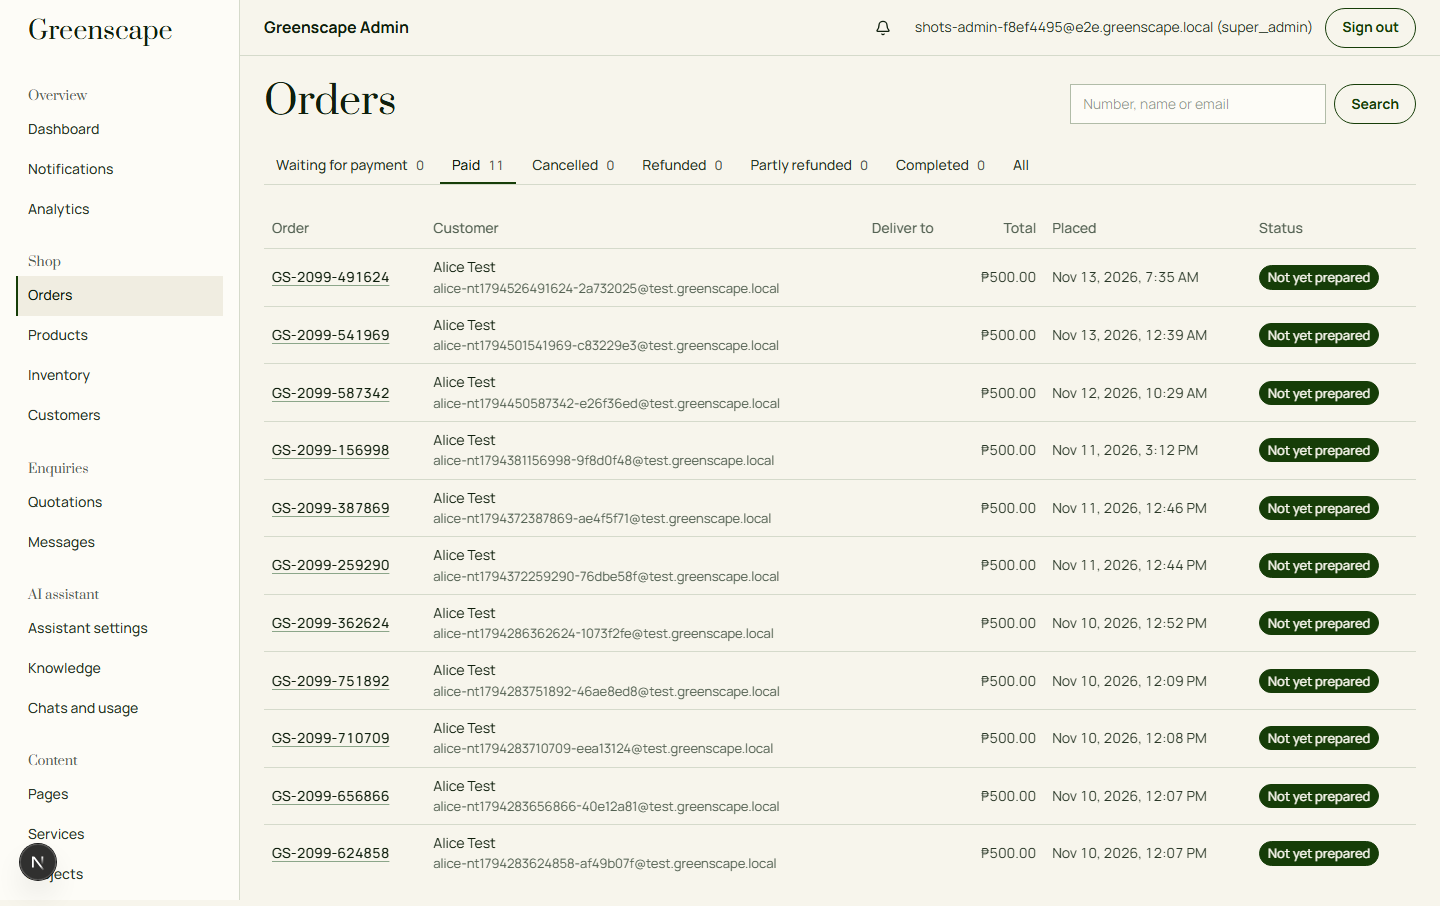 Greenscape
Overview
Dashboard
Notifications
Analytics
Shop
Orders
Products
Inventory
Customers
Enquiries
Quotations
Messages
AI assistant
Assistant settings
Knowledge
Chats and usage
Content
Pages
Services
N
Greenscape Admin
shots-admin-f8ef4495@e2e.greenscape.local (super_admin)
Sign out
Orders
Number, name or email
Search
Waiting for payment 0 Paid 11 Cancelled 0 Refunded 0 Partly refunded 0 Completed 0 All
Order Customer Deliver to Total Placed Status
GS-2099-491624 Alice Test ₱500.00 Nov 13, 2026, 7:35 AM Not yet prepared
alice-nt1794526491624-2a732025@test.greenscape.local
GS-2099-541969 Alice Test ₱500.00 Nov 13, 2026, 12:39 AM Not yet prepared
alice-nt1794501541969-c83229e3@test.greenscape.local
GS-2099-587342 Alice Test ₱500.00 Nov 12, 2026, 10:29 AM Not yet prepared
alice-nt1794450587342-e26f36ed@test.greenscape.local
GS-2099-156998 Alice Test ₱500.00 Nov 11, 2026, 3:12 PM Not yet prepared
alice-nt1794381156998-9f8d0f48@test.greenscape.local
GS-2099-387869 Alice Test ₱500.00 Nov 11, 2026, 12:46 PM Not yet prepared
alice-nt1794372387869-ae4f5f71@test.greenscape.local
GS-2099-259290 Alice Test ₱500.00 Nov 11, 2026, 12:44 PM Not yet prepared
alice-nt1794372259290-76dbe58f@test.greenscape.local
GS-2099-362624 Alice Test ₱500.00 Nov 10, 2026, 12:52 PM Not yet prepared
alice-nt1794286362624-1073f2fe@test.greenscape.local
GS-2099-751892 Alice Test ₱500.00 Nov 10, 2026, 12:09 PM Not yet prepared
alice-nt1794283751892-46ae8ed8@test.greenscape.local
GS-2099-710709 Alice Test ₱500.00 Nov 10, 2026, 12:08 PM Not yet prepared
alice-nt1794283710709-eea13124@test.greenscape.local
GS-2099-656866 Alice Test ₱500.00 Nov 10, 2026, 12:07 PM Not yet prepared
alice-nt1794283656866-40e12a81@test.greenscape.local
GS-2099-624858 Alice Test ₱500.00 Nov 10, 2026, 12:07 PM Not yet prepared
alice-nt1794283624858-af49b07f@test.greenscape.local